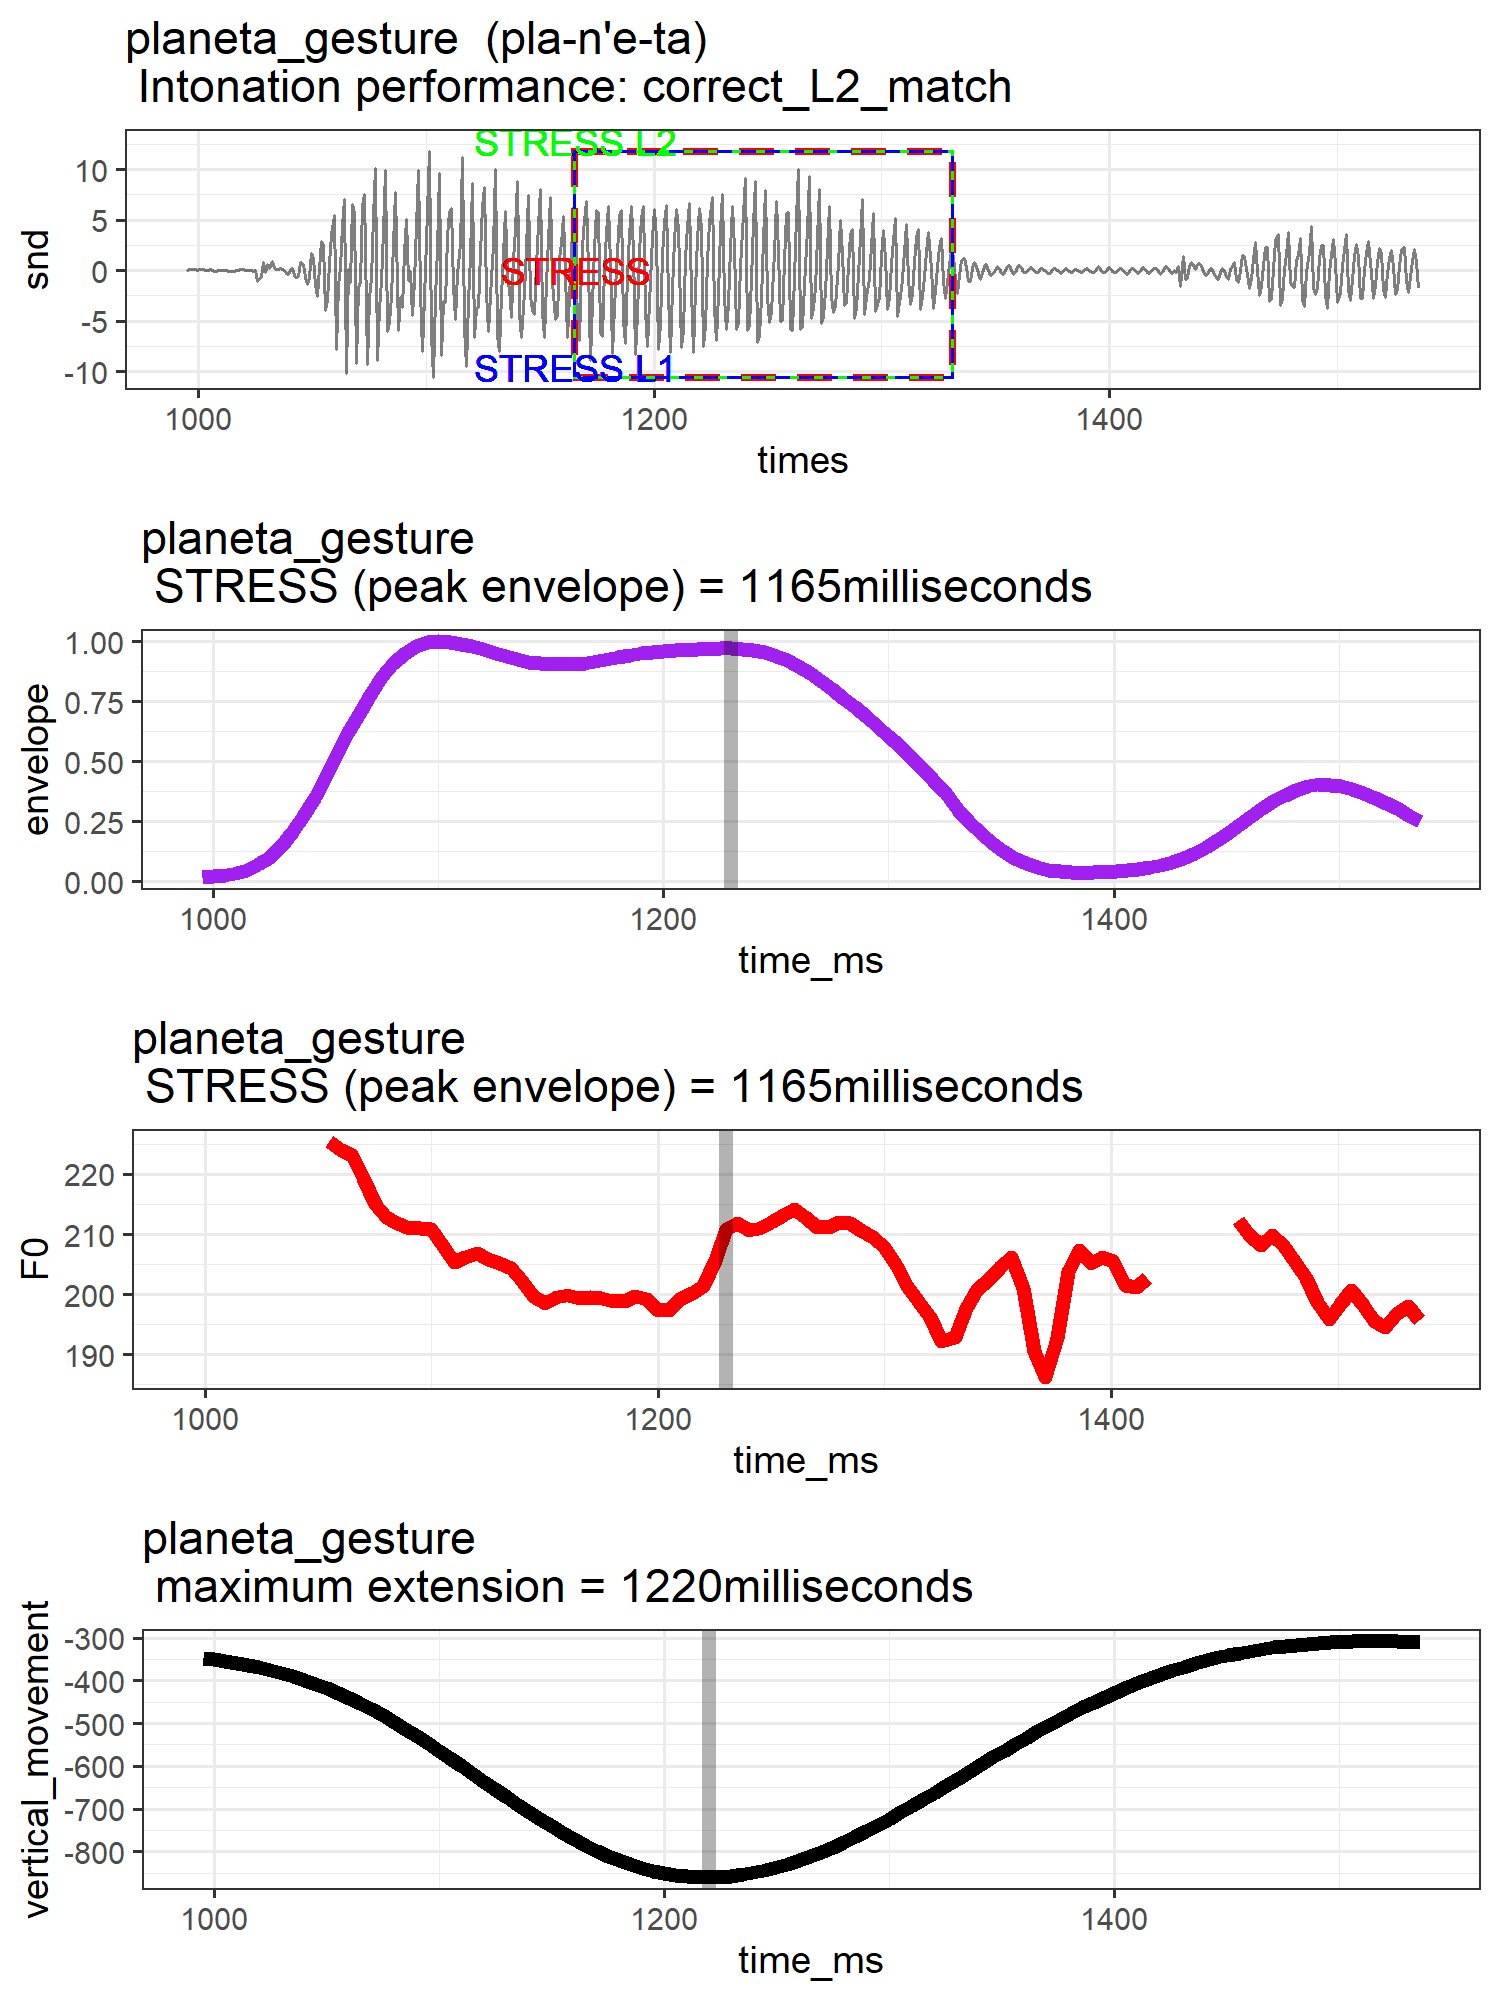 planeta_gesture  (pla-n'e-ta)
Intonation performance: correct_L2_match
STRESS L2
10
5
snd
0
STRESS
-5
STRESS L1
-10
1000 1200 1400
times
planeta_gesture
STRESS (peak envelope) = 1165milliseconds
1.00
0.75
envelope
0.50
0.25
0.00
1000 1200 1400
time_ms
planeta_gesture
STRESS (peak envelope) = 1165milliseconds
220
210
F0
200
190
1000 1200 1400
time_ms
planeta_gesture
maximum extension = 1220milliseconds
vertical_movement
-300
-400
-500
-600
-700
-800
1000 1200 1400
time_ms